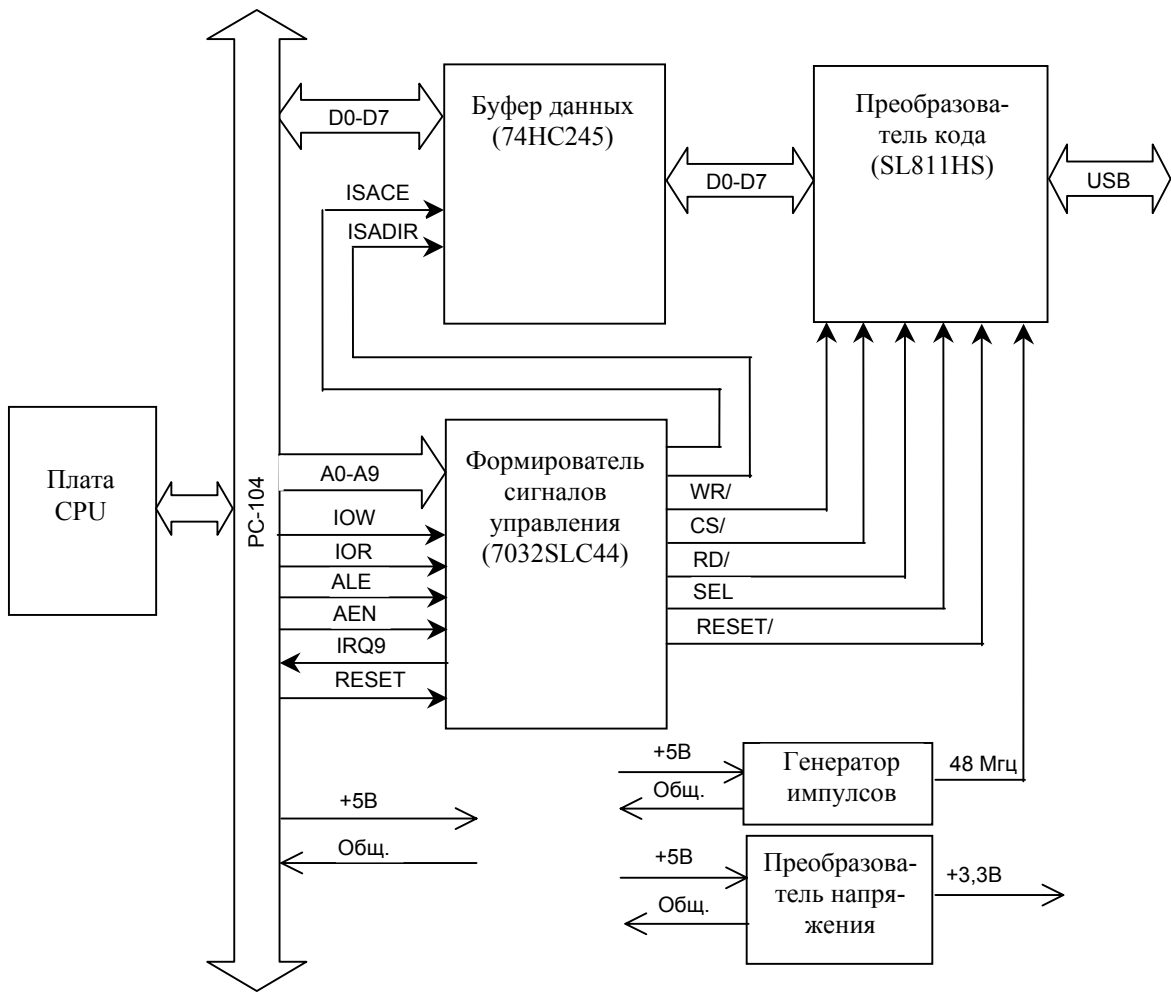 Буфер данных
(74HC245)
Преобразова-
тель кода
(SL811HS)
D0-D7
D0-D7
USB
ISACE
ISADIR
Плата
CPU
PC-104
A0-A9
IOW
IOR
ALE
AEN
IRQ9
RESET
Формирователь
сигналов
управления
(7032SLC44)
WR/
CS/
RD/
SEL
RESET/
+5В
Общ.
+5В
Общ.
Генератор
импулсов
48 Мгц
+5В
Общ.
Преобразова-
тель напря-
жения
+3,3В